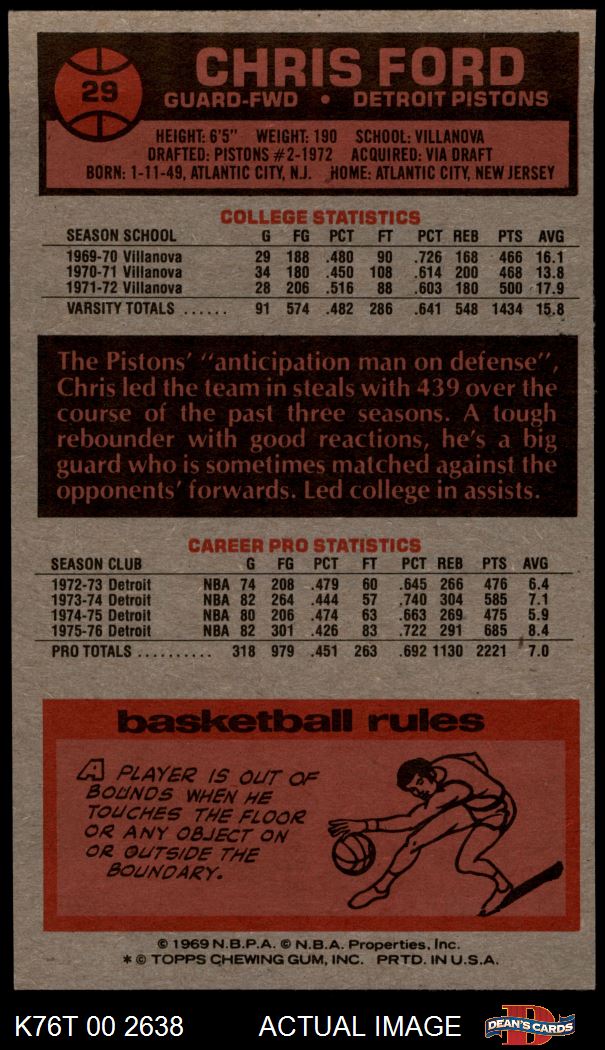 29
CHRIS FORD
GUARD-FWD • DETROIT PISTONS
HEIGHT: 6'5" WEIGHT: 190 SCHOOL: VILLANOVA
DRAFTED: PISTONS #2-1972 ACQUIRED: VIA DRAFT
BORN: 1-11-49, ATLANTIC CITY, N.J. HOME: ATLANTIC CITY, NEW JERSEY
COLLEGE STATISTICS
SEASON SCHOOL G FG PCT FT PCT REB PTS AVG
1969-70 Villanova 29 188 .480 90 .726 168 466 16.1
1970-71 Villanova 34 180 .450 108 .614 200 468 13.8
1971-72 Villanova 28 206 .516 88 .603 180 500 17.9
VARSITY TOTALS ...... 91 574 .482 286 .641 548 1434 15.8
The Pistons' "anticipation man on defense",
Chris led the team in steals with 439 over the
course of the past three seasons. A tough
rebounder with good reactions, he's a big
guard who is sometimes matched against the
opponents' forwards. Led college in assists.
CAREER PRO STATISTICS
SEASON CLUB G FG PCT FT PCT REB PTS AVG
1972-73 Detroit NBA 74 208 .479 60 .645 266 476 6.4
1973-74 Detroit NBA 82 264 .444 57 .740 304 585 7.1
1974-75 Detroit NBA 80 206 .474 63 .663 269 475 5.9
1975-76 Detroit NBA 82 301 .426 83 .722 291 685 8.4
PRO TOTALS .......... 318 979 .451 263 .692 1130 2221 7.0
basketball rules
A PLAYER IS OUT OF
BOUNDS WHEN HE
TOUCHES THE FLOOR
OR ANY OBJECT ON
OR OUTSIDE THE
BOUNDARY.
© 1969 N.B.P.A. © N.B.A. Properties, Inc.
* © TOPPS CHEWING GUM, INC. PRTD. IN U.S.A.
K76T 00 2638 ACTUAL IMAGE
D
DEAN'S CARDS